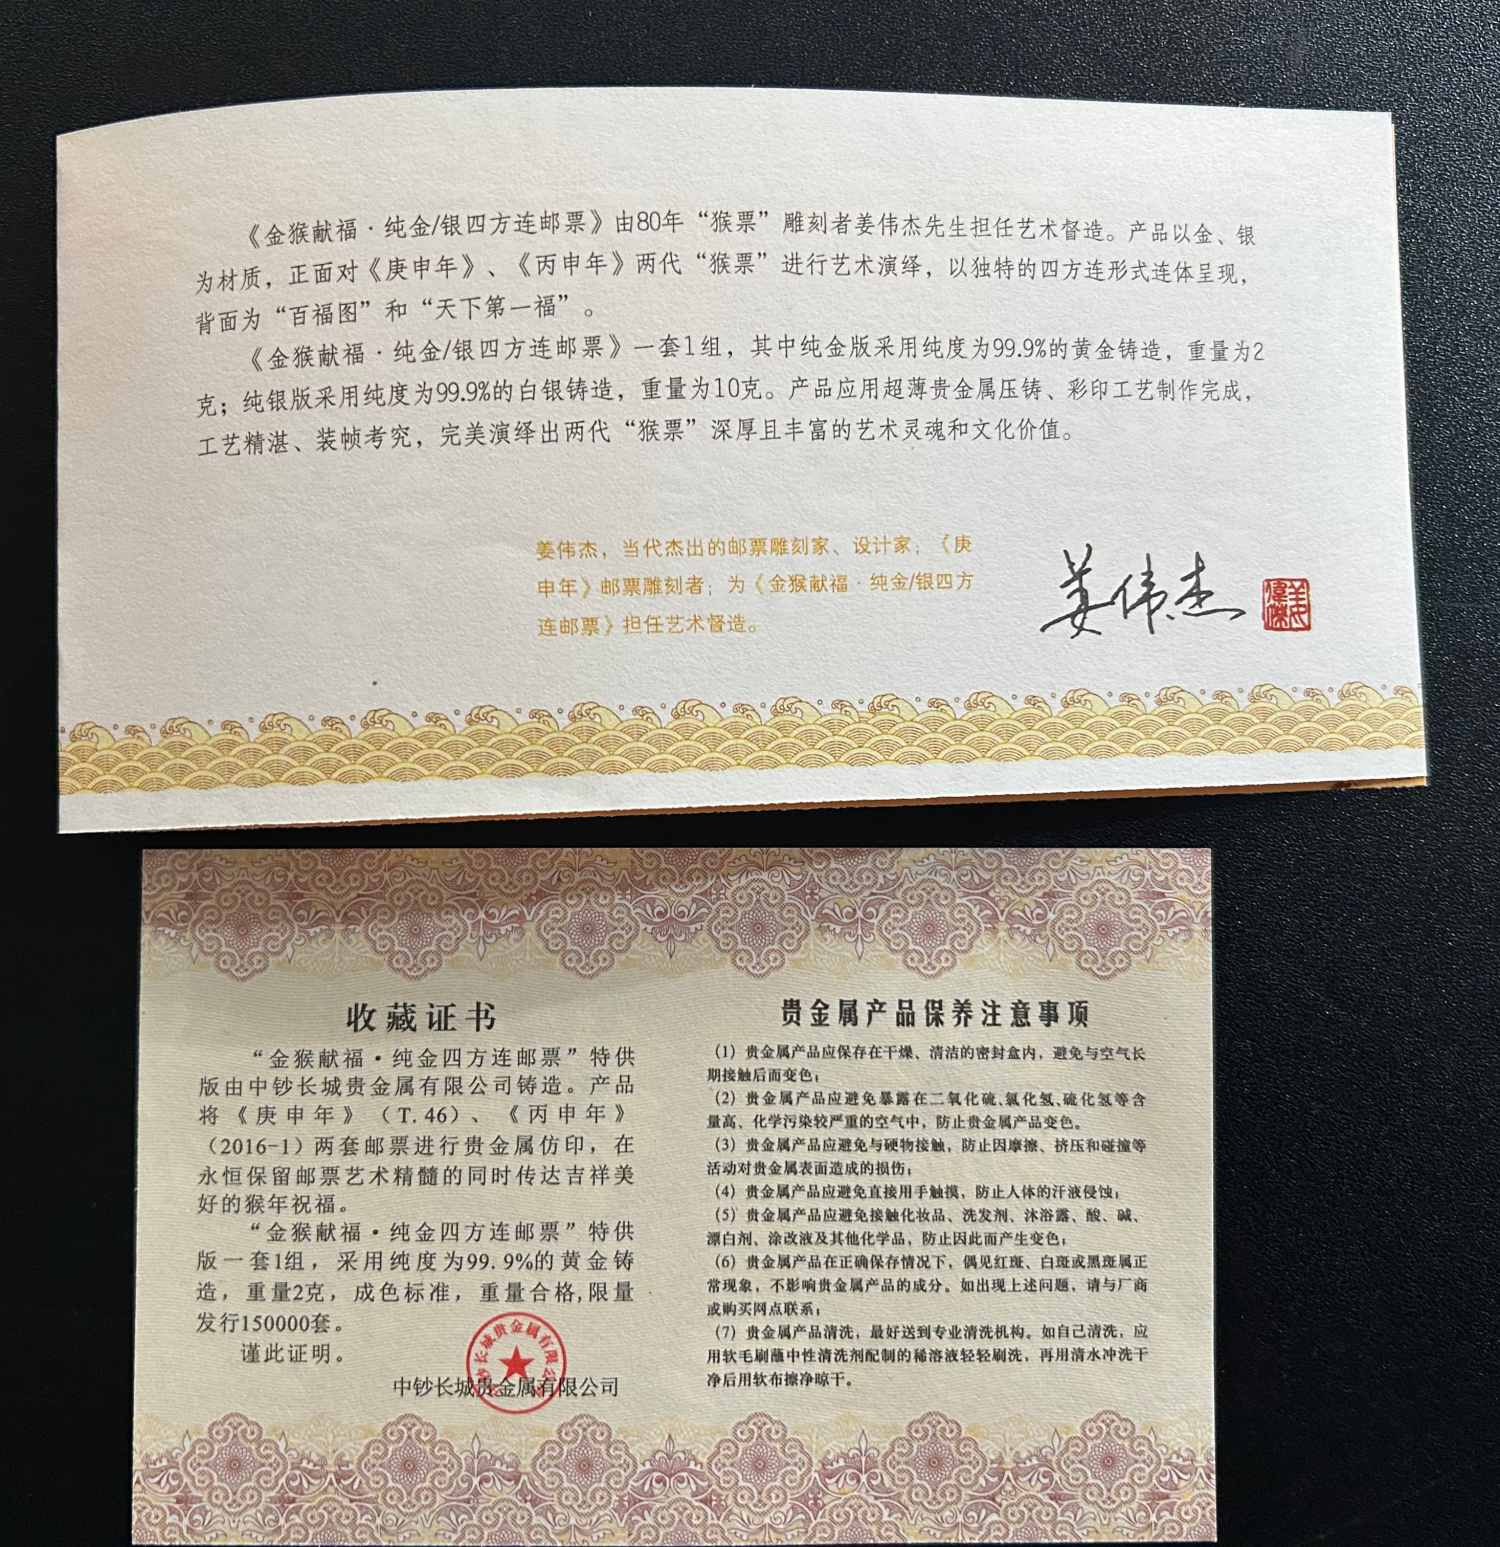 《金猴献福·纯金/银四方连邮票》由80年“猴票”雕刻者姜伟杰先生担任艺术督造。产品以金、银
为材质，正面对《庚申年》、《丙申年》两代“猴票”进行艺术演绎，以独特的四方连形式连体呈现，
背面为“百福图”和“天下第一福”。
《金猴献福·纯金/银四方连邮票》一套1组，其中纯金版采用纯度为99.9%的黄金铸造，重量为2
克；纯银版采用纯度为99.9%的白银铸造，重量为10克。产品应用超薄贵金属压铸、彩印工艺制作完成，
工艺精湛、装帧考究，完美演绎出两代“猴票”深厚且丰富的艺术灵魂和文化价值。
姜伟杰，当代杰出的邮票雕刻家、设计家；《庚
申年》邮票雕刻者；为《金猴献福·纯金/银四方
连邮票》担任艺术督造。
姜伟杰
姜偉傑
收藏证书
“金猴献福·纯金四方连邮票”特供
版由中钞长城贵金属有限公司铸造。产品
将《庚申年》（T.46）、《丙申年》
（2016-1）两套邮票进行贵金属仿印，在
永恒保留邮票艺术精髓的同时传达吉祥美
好的猴年祝福。
“金猴献福·纯金四方连邮票”特供
版一套1组，采用纯度为99.9%的黄金铸
造，重量2克，成色标准，重量合格,限量
发行150000套。
谨此证明。
中钞长城贵金属有限公司
中钞长城贵金属有限公司
贵金属产品保养注意事项
（1）贵金属产品应保存在干燥、清洁的密封盒内，避免与空气长
期接触后而变色；
（2）贵金属产品应避免暴露在二氧化硫、氯化氢、硫化氢等含
量高、化学污染较严重的空气中，防止贵金属产品变色。
（3）贵金属产品应避免与硬物接触，防止因摩擦、挤压和碰撞等
活动对贵金属表面造成的损伤；
（4）贵金属产品应避免直接用手触摸，防止人体的汗液侵蚀；
（5）贵金属产品应避免接触化妆品、洗发剂、沐浴露、酸、碱、
漂白剂、涂改液及其他化学品，防止因此而产生变色；
（6）贵金属产品在正确保存情况下，偶见红斑、白斑或黑斑属正
常现象，不影响贵金属产品的成分。如出现上述问题，请与厂商
或购买网点联系；
（7）贵金属产品清洗，最好送到专业清洗机构。如自己清洗，应
用软毛刷蘸中性清洗剂配制的稀溶液轻轻刷洗，再用清水冲洗干
净后用软布擦净晾干。